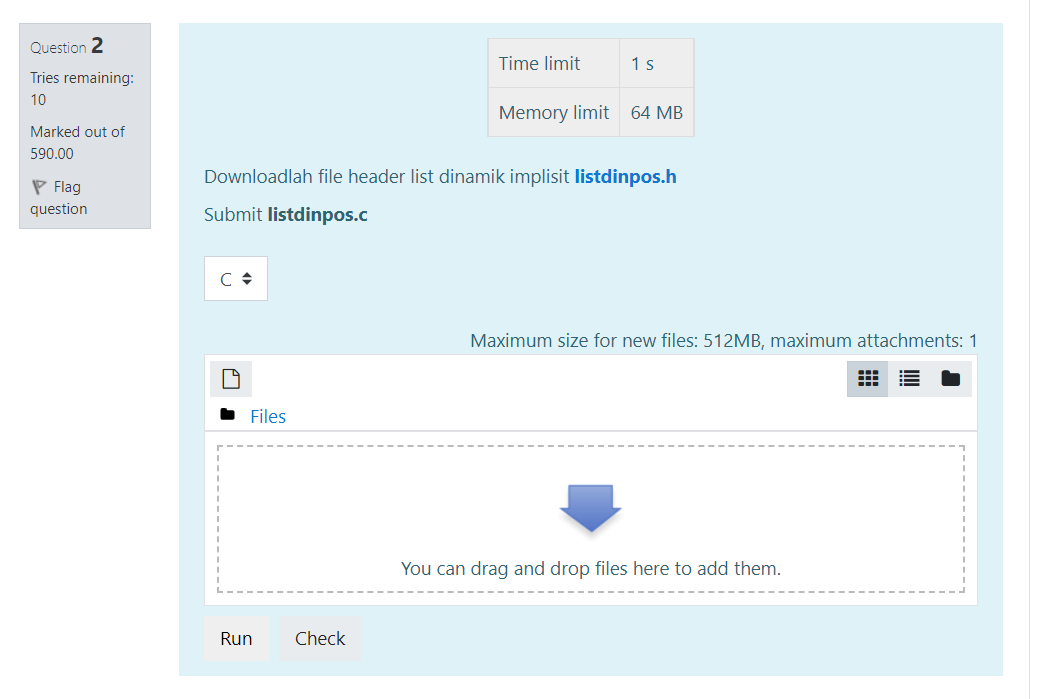 Question 2
Tries remaining:
10
Marked out of
590.00
Flag
question
Time limit 1 s
Memory limit 64 MB
Downloadlah file header list dinamik implisit listdinpos.h
Submit listdinpos.c
C
Maximum size for new files: 512MB, maximum attachments: 1
Files
You can drag and drop files here to add them.
Run Check